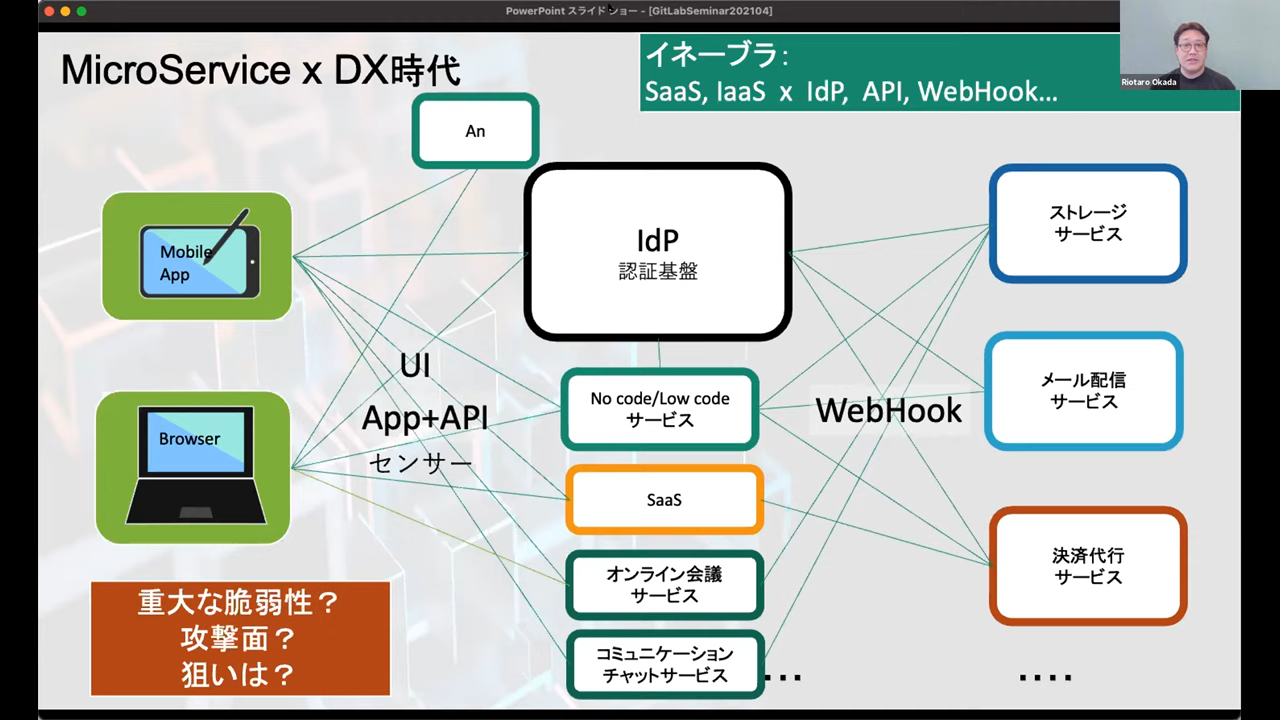 PowerPoint スライド ショー - [GitLabSeminar202104]
MicroService x DX時代
イネーブラ:
SaaS, IaaS x IdP, API, WebHook...
Riotaro Okada
An
Mobile
App
IdP
認証基盤
ストレージ
サービス
UI
App+API
センサー
No code/Low code
サービス
WebHook
メール配信
サービス
Browser
SaaS
オンライン会議
サービス
決済代行
サービス
重大な脆弱性？
攻撃面？
狙いは？
コミュニケーション
チャットサービス
...
....